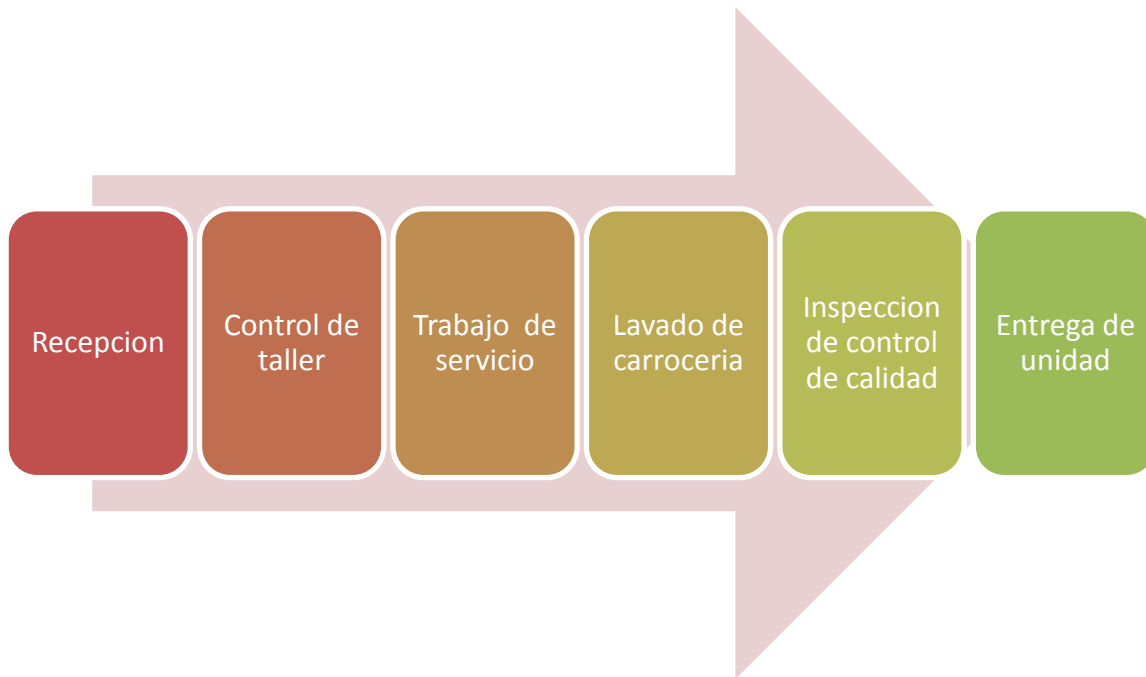 Recepcion
Control de
taller
Trabajo  de
servicio
Lavado de
carroceria
Inspeccion
de control
de calidad
Entrega de
unidad